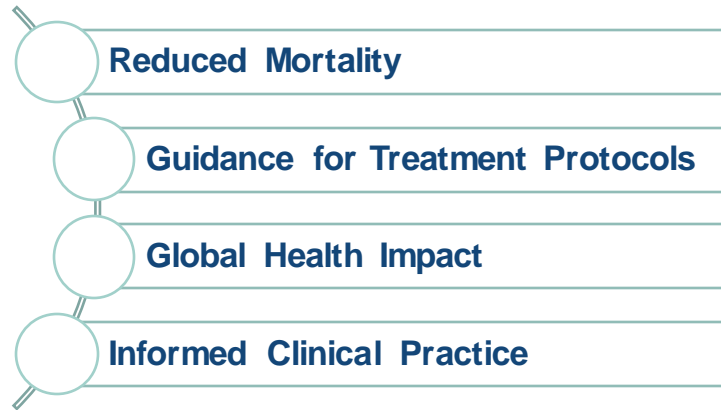 Reduced Mortality
Guidance for Treatment Protocols
Global Health Impact
Informed Clinical Practice